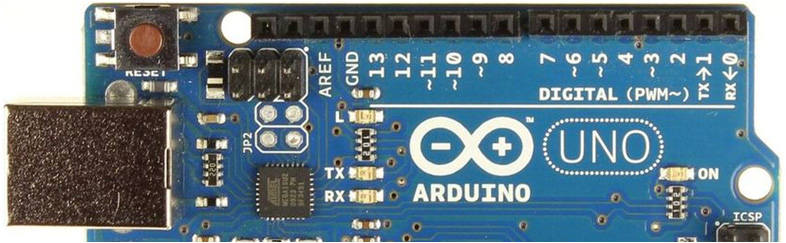 RESET
AREF
GND
13
12
~11
~10
~9
8
7
~6
~5
4
~3
2
TX→1
RX←0
DIGITAL (PWM~)
L
JP2
TX
RX
™
UNO
ARDUINO
ON
ICSP